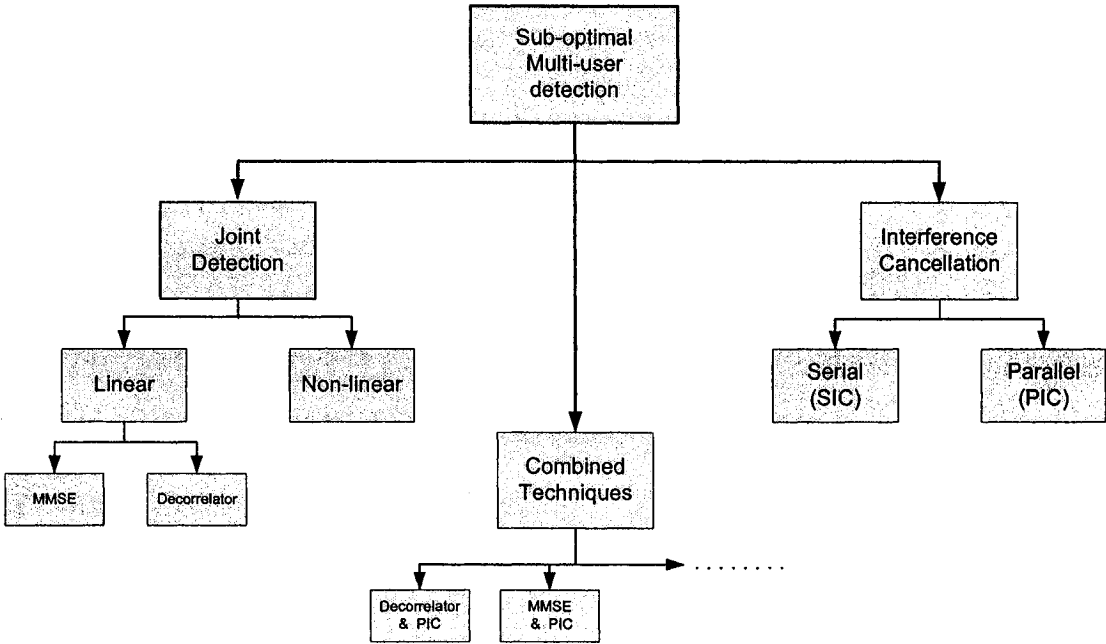 Sub-optimal
Multi-user
detection
Joint
Detection
Interference
Cancellation
Linear
Non-linear
Serial
(SIC)
Parallel
(PIC)
MMSE
Decorrelator
Combined
Techniques
. . . . . . . .
Decorrelator
& PIC
MMSE
& PIC